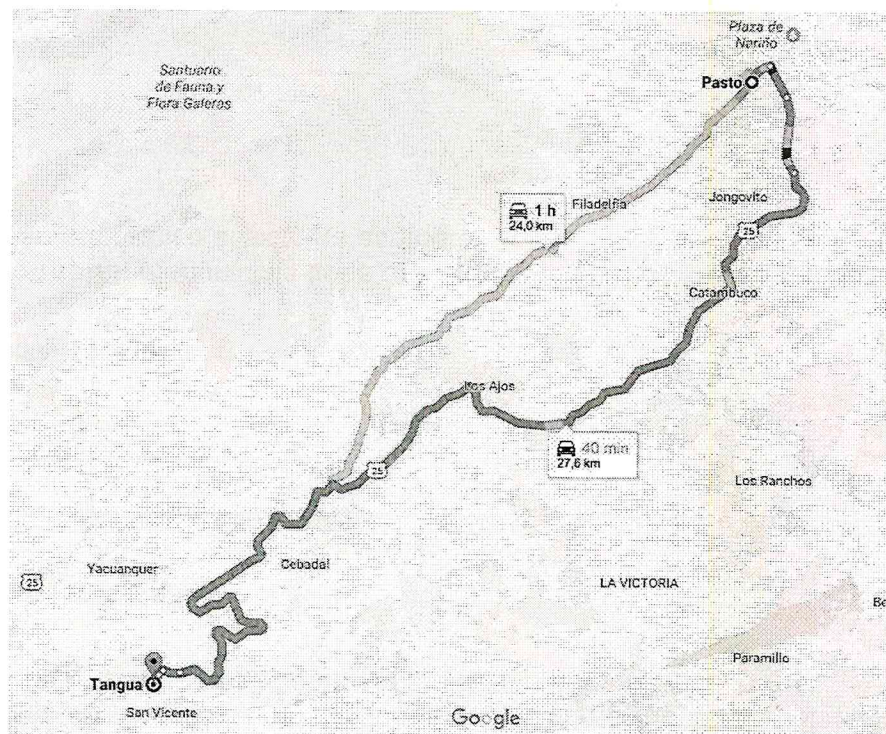 Plaza de
Nariño
Santuario
de Fauna y
Flora Galeras
Pasto
1 h
24,0 km
Filadelfia
Jongovito
25
Catambuco
Los Ajos
40 min
27,6 km
25
Los Ranchos
Yacuanquer
Cebadal
25
LA VICTORIA
Be
Paramillo
Tangua
San Vicente
Google